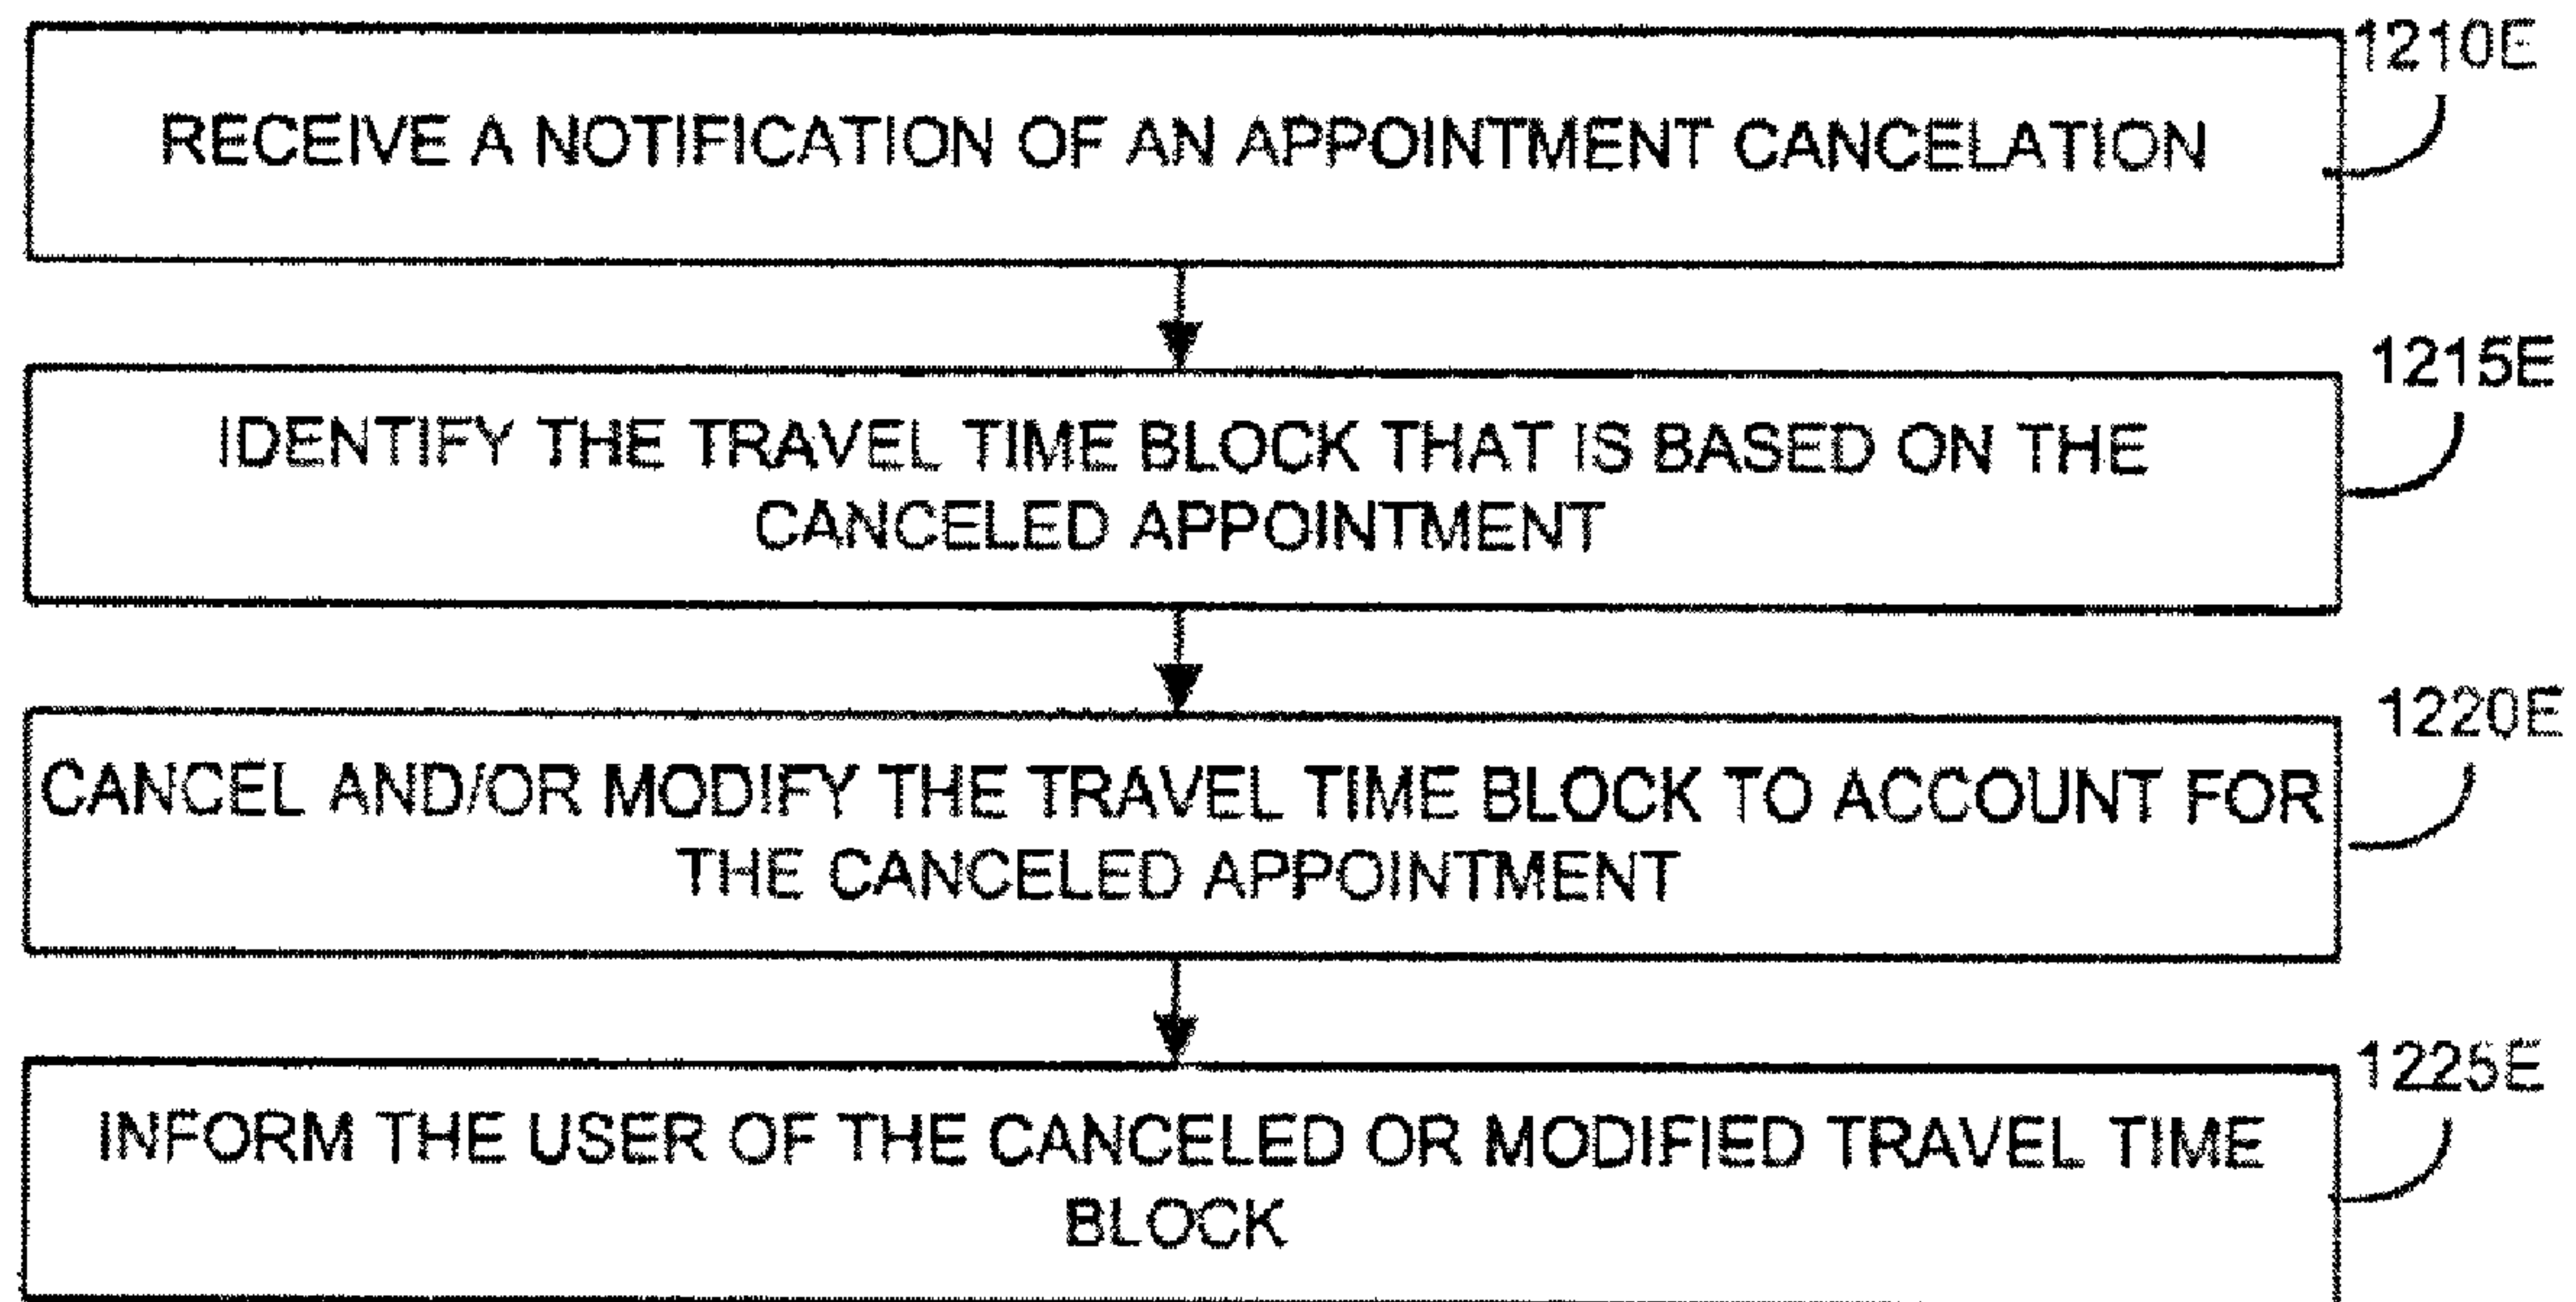 1210E
RECEIVE A NOTIFICATION OF AN APPOINTMENT CANCELATION
1215E
IDENTIFY THE TRAVEL TIME BLOCK THAT IS BASED ON THE
CANCELED APPOINTMENT
1220E
CANCEL AND/OR MODIFY THE TRAVEL TIME BLOCK TO ACCOUNT FOR
THE CANCELED APPOINTMENT
1225E
INFORM THE USER OF THE CANCELED OR MODIFIED TRAVEL TIME
BLOCK